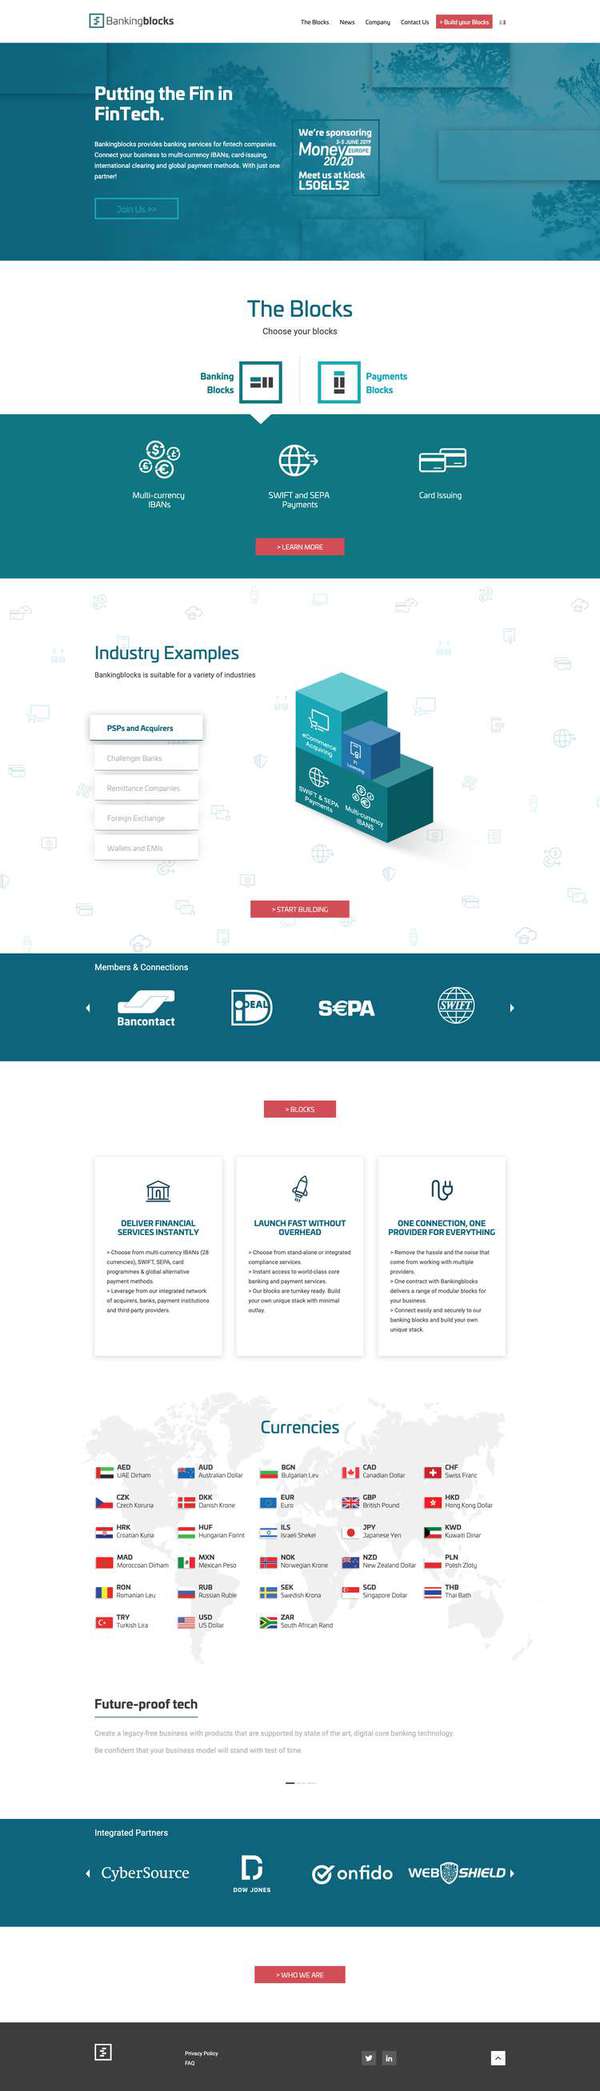 Bankingblocks
The Blocks
News
Company
Contact Us
> Build your Blocks
Putting the Fin in
FinTech.
Bankingblocks provides banking services for fintech companies.
Connect your business to multi-currency IBANs, card-issuing,
international clearing and global payment methods. With just one
partner!
Join Us >>
We're sponsoring
3-5 JUNE 2019
Money EUROPE
20/20
Meet us at kiosk
L50&L52
The Blocks
Choose your blocks
Banking
Blocks
Payments
Blocks
Multi-currency
IBANs
SWIFT and SEPA
Payments
Card Issuing
> LEARN MORE
Industry Examples
Bankingblocks is suitable for a variety of industries
PSPs and Acquirers
Challenger Banks
Remittance Companies
Foreign Exchange
Wallets and EMIs
eCommerce
Acquiring
SWIFT & SEPA
Payments
Multi-currency
IBANS
> START BUILDING
Members & Connections
Bancontact
iDEAL
S€PA
SWIFT
> BLOCKS
DELIVER FINANCIAL
SERVICES INSTANTLY
> Choose from multi-currency IBANs (28
currencies), SWIFT, SEPA, card
programmes & global alternative
payment methods.
> Leverage from our integrated network
of acquirers, banks, payment institutions
and third-party providers.
LAUNCH FAST WITHOUT
OVERHEAD
> Choose from stand-alone or integrated
compliance services.
> Instant access to world-class core
banking and payment services.
> Our blocks are turnkey ready. Build
your own unique stack with minimal
outlay.
ONE CONNECTION, ONE
PROVIDER FOR EVERYTHING
> Remove the hassle and the noise that
come from working with multiple
providers.
> One contract with Bankingblocks
delivers a range of modular blocks for
your business.
> Connect easily and securely to our
banking blocks and build your own
unique stack.
Currencies
AED
UAE Dirham
AUD
Australian Dollar
BGN
Bulgarian Lev
CAD
Canadian Dollar
CHF
Swiss Franc
CZK
Czech Koruna
DKK
Danish Krone
EUR
Euro
GBP
British Pound
HKD
Hong Kong Dollar
HRK
Croatian Kuna
HUF
Hungarian Forint
ILS
Israeli Shekel
JPY
Japanese Yen
KWD
Kuwaiti Dinar
MAD
Moroccoan Dirham
MXN
Mexican Peso
NOK
Norwegian Krone
NZD
New Zealand Dollar
PLN
Polish Zloty
RON
Romanian Leu
RUB
Russian Ruble
SEK
Swedish Krona
SGD
Singapore Dollar
THB
Thai Bath
TRY
Turkish Lira
USD
US Dollar
ZAR
South African Rand
Future-proof tech
Create a legacy-free business with products that are supported by state of the art, digital core banking technology.
Be confident that your business model will stand with test of time
Integrated Partners
CyberSource
DOW JONES
onfido
WEB SHIELD
> WHO WE ARE
Privacy Policy
FAQ